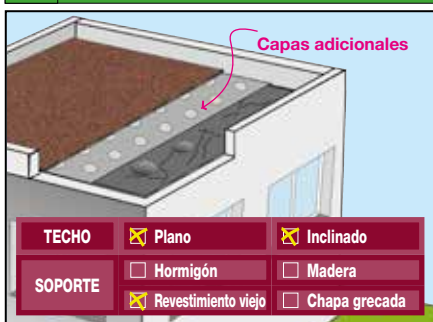 Capas adicionales
TECHO Plano Inclinado
SOPORTE Hormigón Madera
Revestimiento viejo Chapa grecada